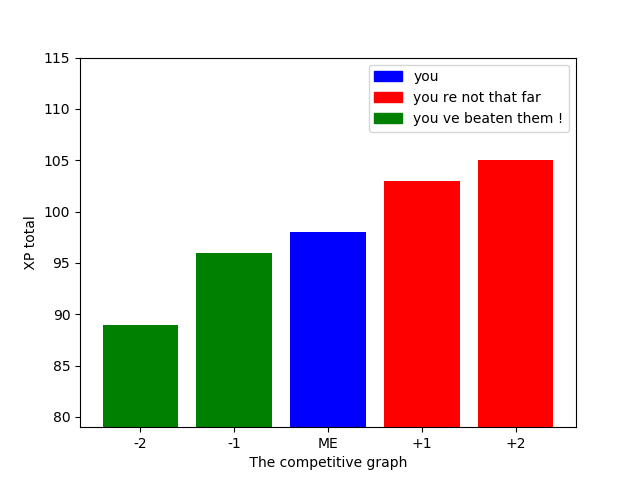 115
110
105
100
95
90
85
80
XP total
you
you re not that far
you ve beaten them !
-2
-1
ME
+1
+2
The competitive graph